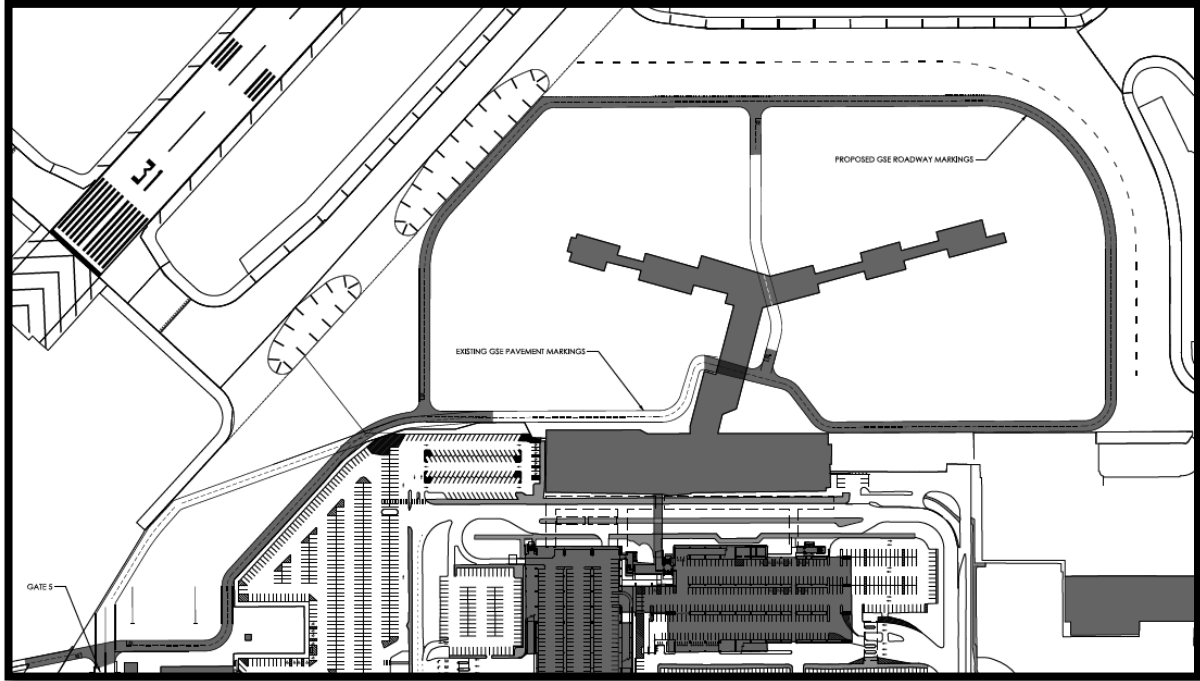 31
PROPOSED GSE ROADWAY MARKINGS
EXISTING GSE PAVEMENT MARKINGS
GATE 5